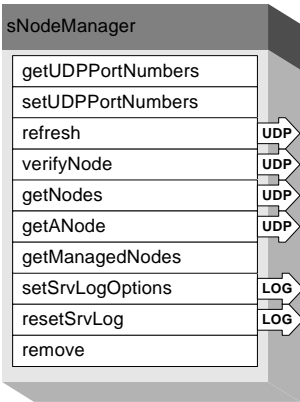 sNodeManager
getUDPPortNumbers
setUDPPortNumbers
refresh UDP
verifyNode UDP
getNodes UDP
getANode UDP
getManagedNodes
setSrvLogOptions LOG
resetSrvLog LOG
remove